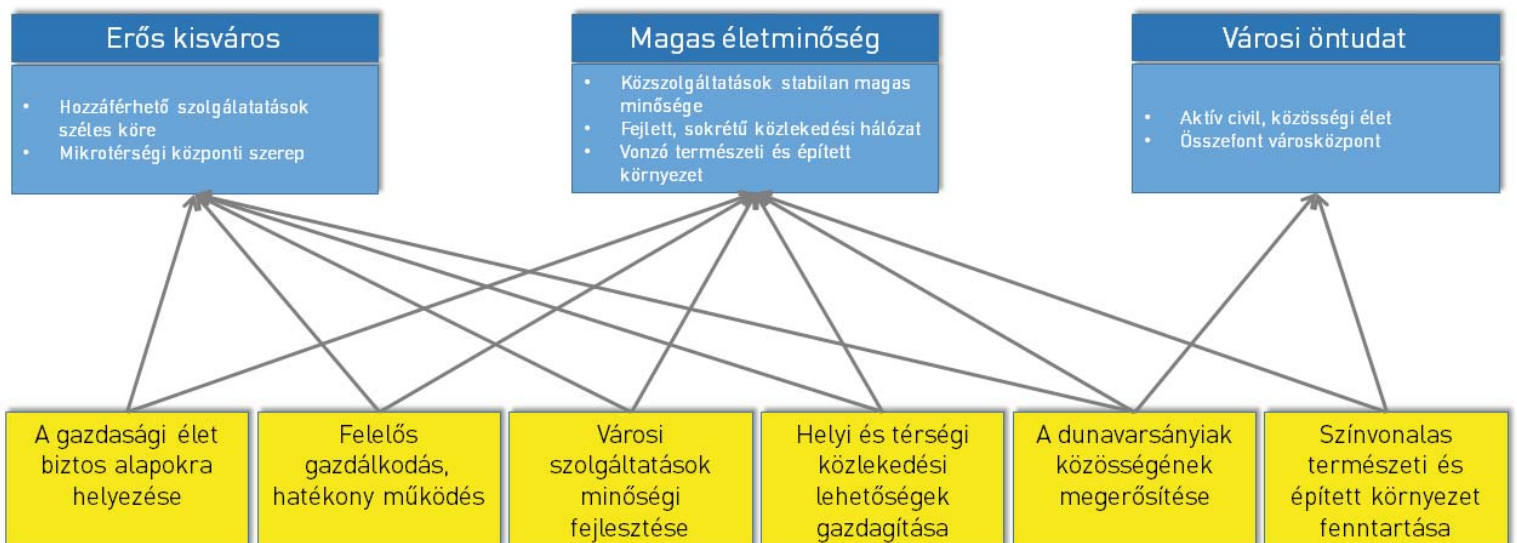 Erős kisváros
• Hozzáférhető szolgálatatások
széles köre
• Mikrotérségi központi szerep
Magas életminőség
• Közszolgáltatások stabilan magas
minősége
• Fejlett, sokrétű közlekedési hálózat
• Vonzó természeti és épített
környezet
Városi öntudat
• Aktív civil, közösségi élet
• Összefont városközpont
A gazdasági élet
biztos alapokra
helyezése
Felelős
gazdálkodás,
hatékony működés
Városi
szolgáltatások
minőségi
fejlesztése
Helyi és térségi
közlekedési
lehetőségek
gazdagítása
A dunavarsányiak
közösségének
megerősítése
Színvonalas
természeti és
épített környezet
fenntartása